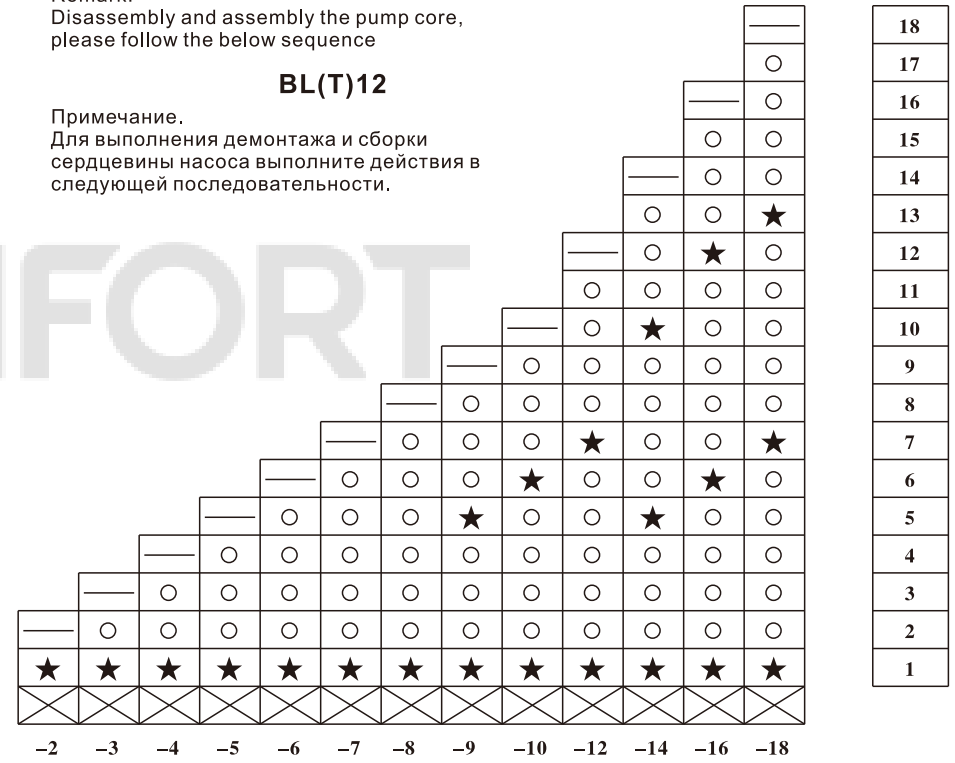 Remark:
Disassembly and assembly the pump core,
please follow the below sequence
BL(T)12
Примечание.
Для выполнения демонтажа и сборки
сердцевины насоса выполните действия в
следующей последовательности.
FORT
18
17
16
15
14
13
12
11
10
9
8
7
6
5
4
3
2
1
–2 –3 –4 –5 –6 –7 –8 –9 –10 –12 –14 –16 –18